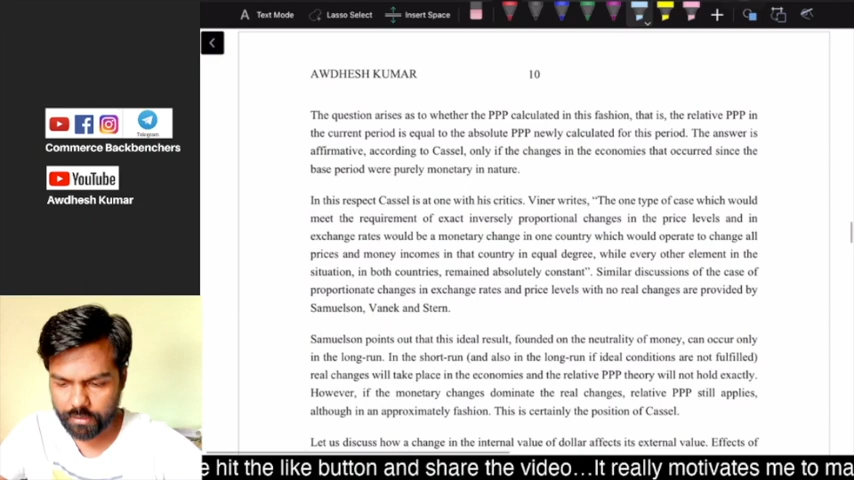 Text Mode
Lasso Select
Insert Space
AWDHESH KUMAR 10
Telegram
Commerce Backbenchers
YouTube
Awdhesh Kumar
The question arises as to whether the PPP calculated in this fashion, that is, the relative PPP in
the current period is equal to the absolute PPP newly calculated for this period. The answer is
affirmative, according to Cassel, only if the changes in the economies that occurred since the
base period were purely monetary in nature.
In this respect Cassel is at one with his critics. Viner writes, “The one type of case which would
meet the requirement of exact inversely proportional changes in the price levels and in
exchange rates would be a monetary change in one country which would operate to change all
prices and money incomes in that country in equal degree, while every other element in the
situation, in both countries, remained absolutely constant”. Similar discussions of the case of
proportionate changes in exchange rates and price levels with no real changes are provided by
Samuelson, Vanek and Stern.
Samuelson points out that this ideal result, founded on the neutrality of money, can occur only
in the long-run. In the short-run (and also in the long-run if ideal conditions are not fulfilled)
real changes will take place in the economies and the relative PPP theory will not hold exactly.
However, if the monetary changes dominate the real changes, relative PPP still applies,
although in an approximately fashion. This is certainly the position of Cassel.
Let us discuss how a change in the internal value of dollar affects its external value. Effects of
e hit the like button and share the video...It really motivates me to ma